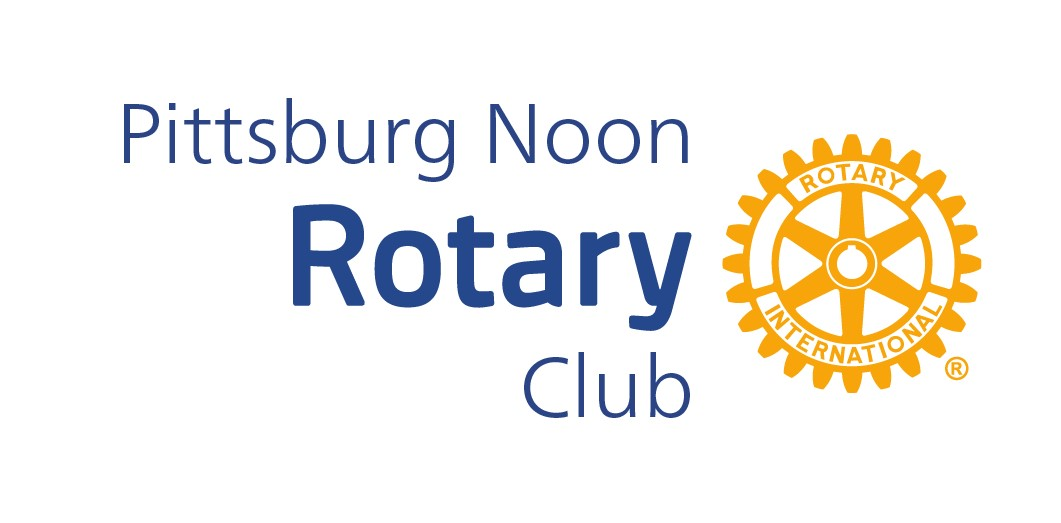 Pittsburg Noon
Rotary
Club
ROTARY
INTERNATIONAL
®